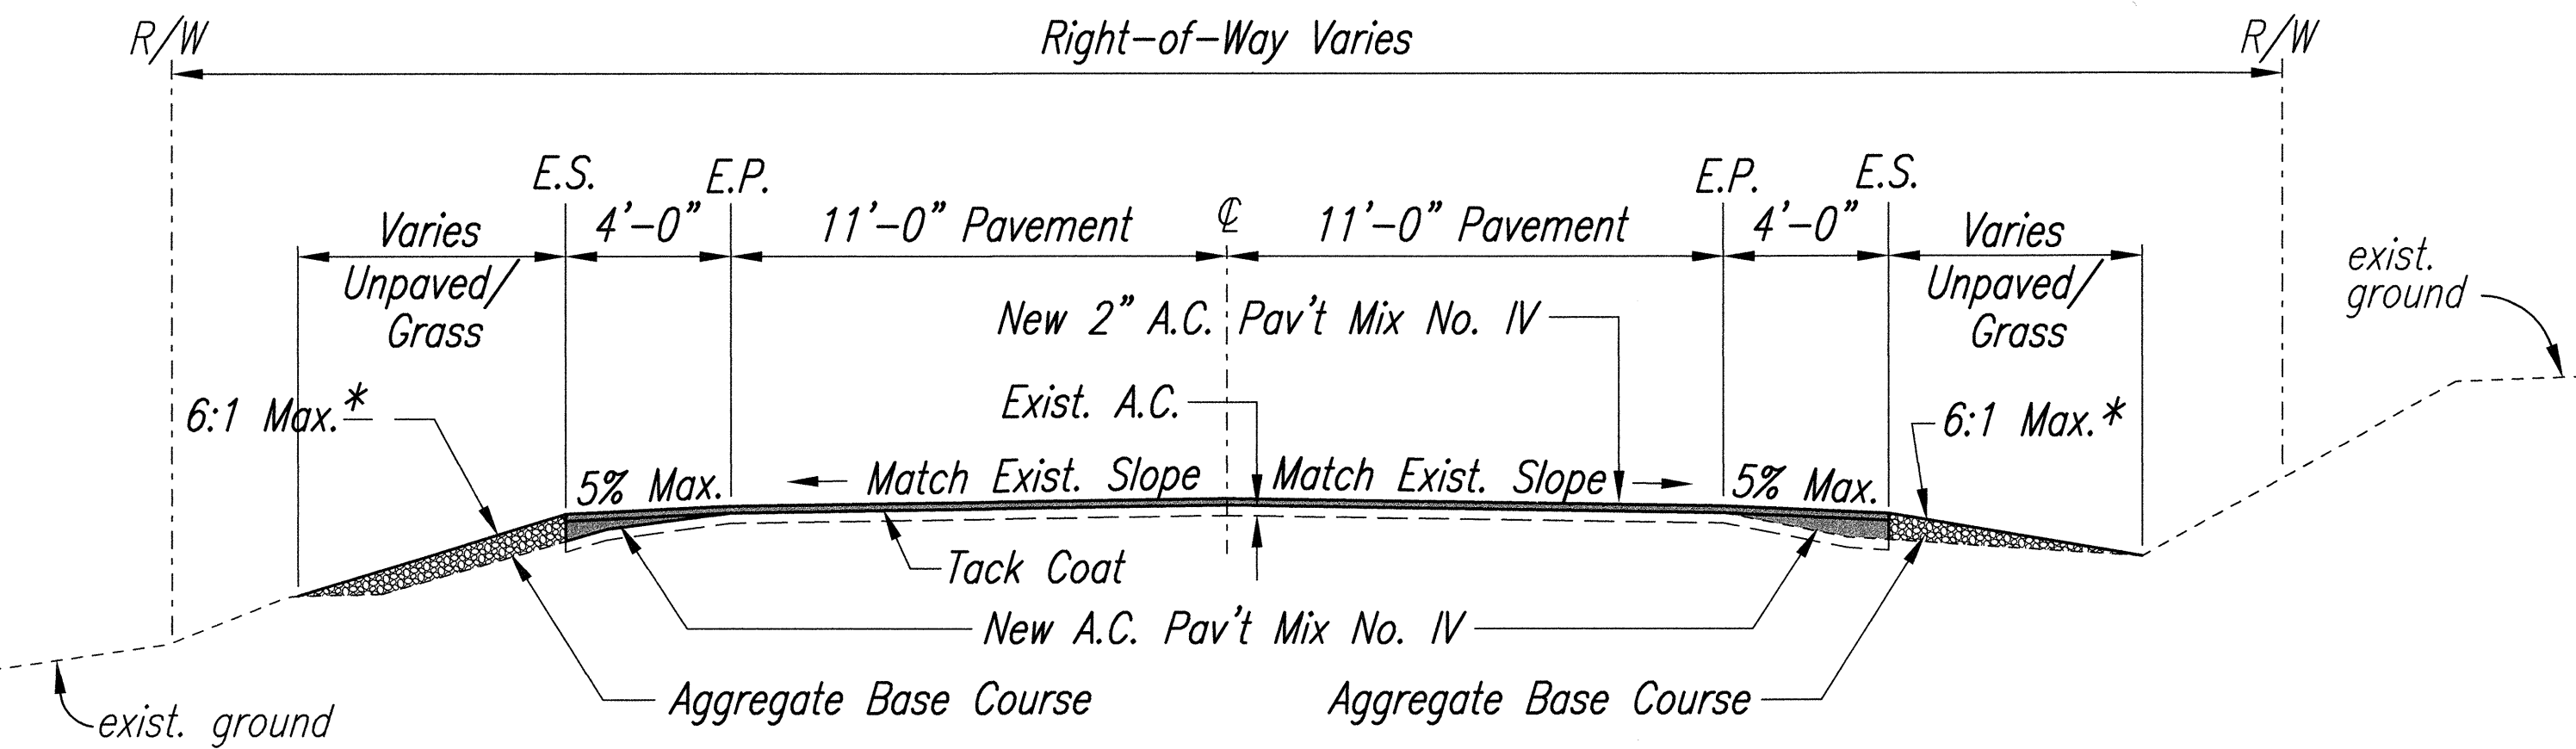 R/W
Right-of-Way Varies
R/W
E.S.
E.P.
E.P.
E.S.
Varies
4'-0"
11'-0" Pavement
℄
11'-0" Pavement
4'-0"
Varies
Unpaved/
Grass
Unpaved/
Grass
exist.
ground
New 2" A.C. Pav't Mix No. IV
Exist. A.C.
6:1 Max.*
6:1 Max.*
5% Max.
Match Exist. Slope
Match Exist. Slope
5% Max.
Tack Coat
New A.C. Pav't Mix No. IV
Aggregate Base Course
Aggregate Base Course
exist. ground